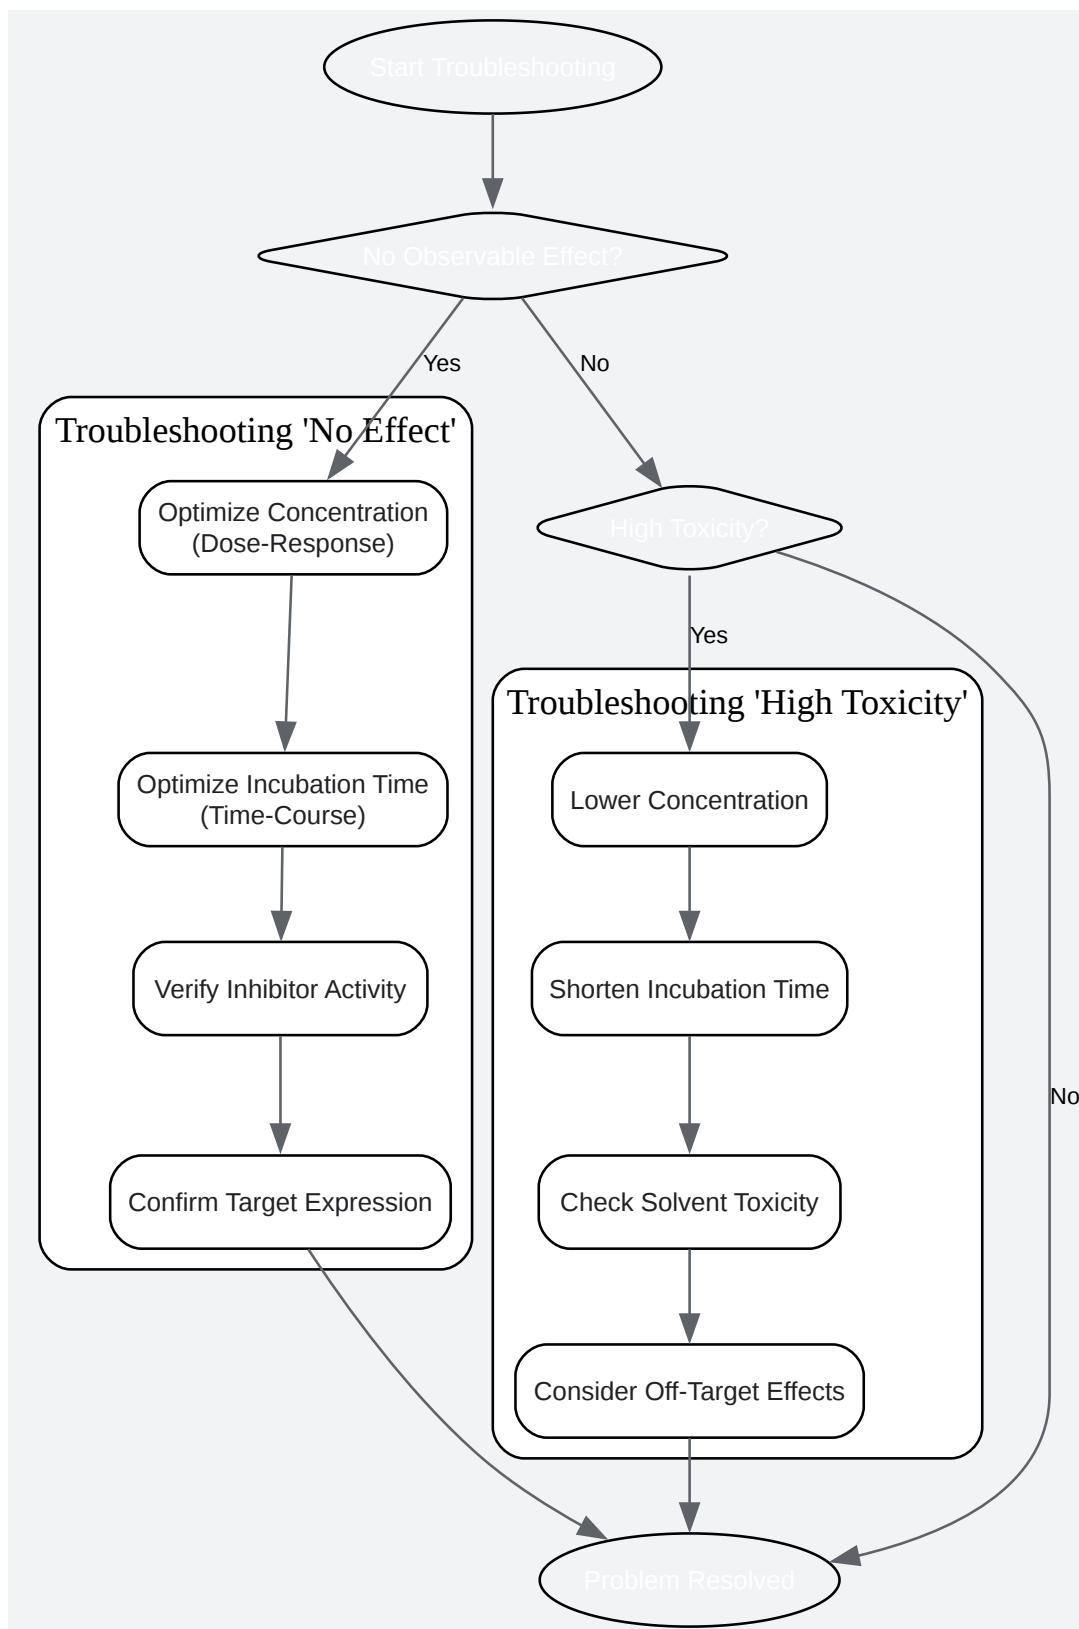 Start Troubleshooting
No Observable Effect?
Yes
No
Troubleshooting 'No Effect'
Optimize Concentration
(Dose-Response)
High Toxicity?
Yes
Troubleshooting 'High Toxicity'
Optimize Incubation Time
(Time-Course)
Lower Concentration
Verify Inhibitor Activity
Shorten Incubation Time
No
Confirm Target Expression
Check Solvent Toxicity
Consider Off-Target Effects
Problem Resolved